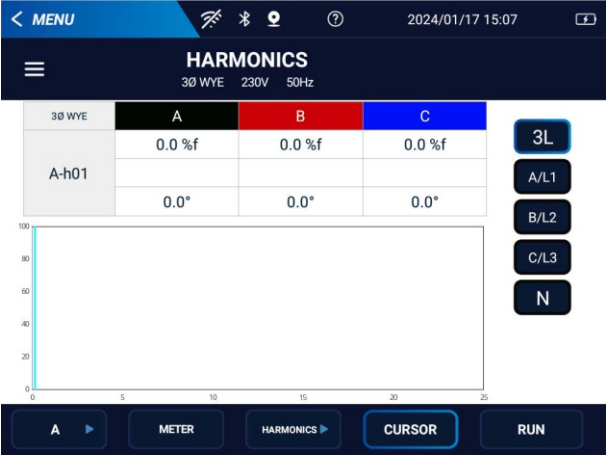 MENU 2024/01/17 15:07
HARMONICS
3Ø WYE 230V 50Hz
3Ø WYE A B C
A-h01 0.0 %f 0.0 %f 0.0 %f
0.0° 0.0° 0.0°
3L
A/L1
B/L2
C/L3
N
100
80
60
40
20
0
0 5 10 15 20 25
A METER HARMONICS CURSOR RUN